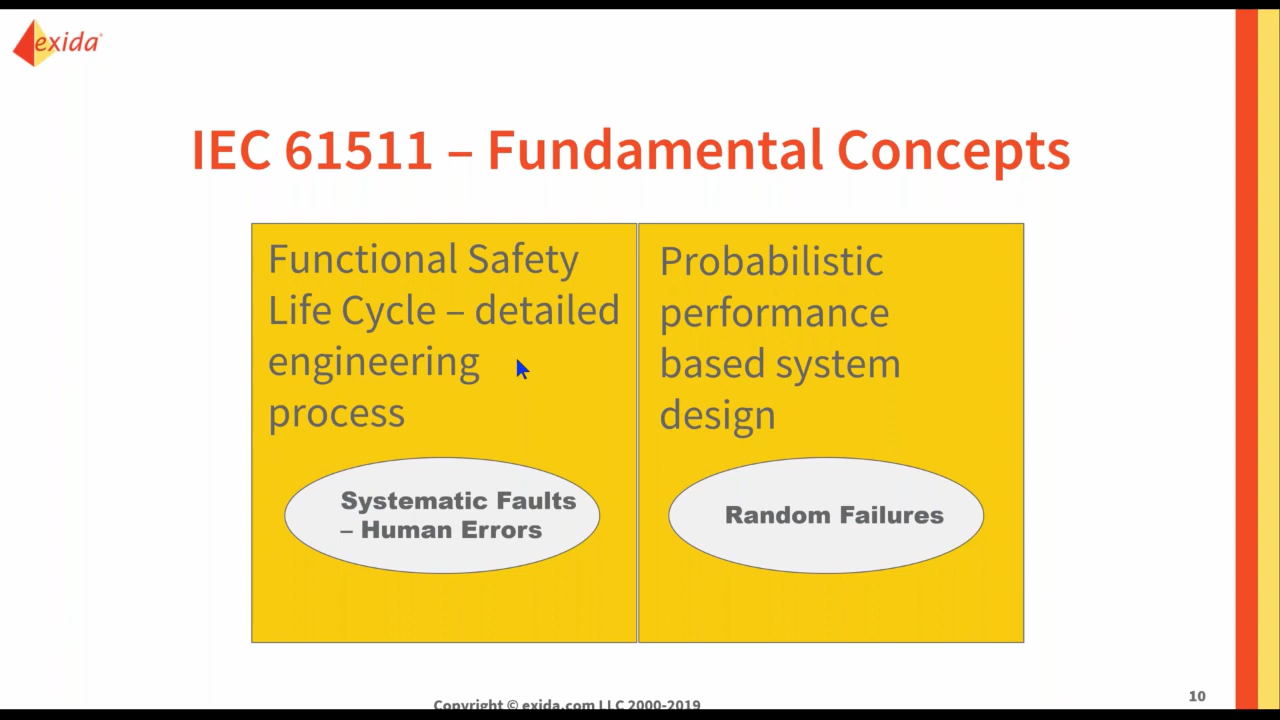 exida
IEC 61511 – Fundamental Concepts
Functional Safety
Life Cycle – detailed
engineering
process
Systematic Faults
– Human Errors
Probabilistic
performance
based system
design
Random Failures
Copyright © exida.com LLC 2000-2019
10